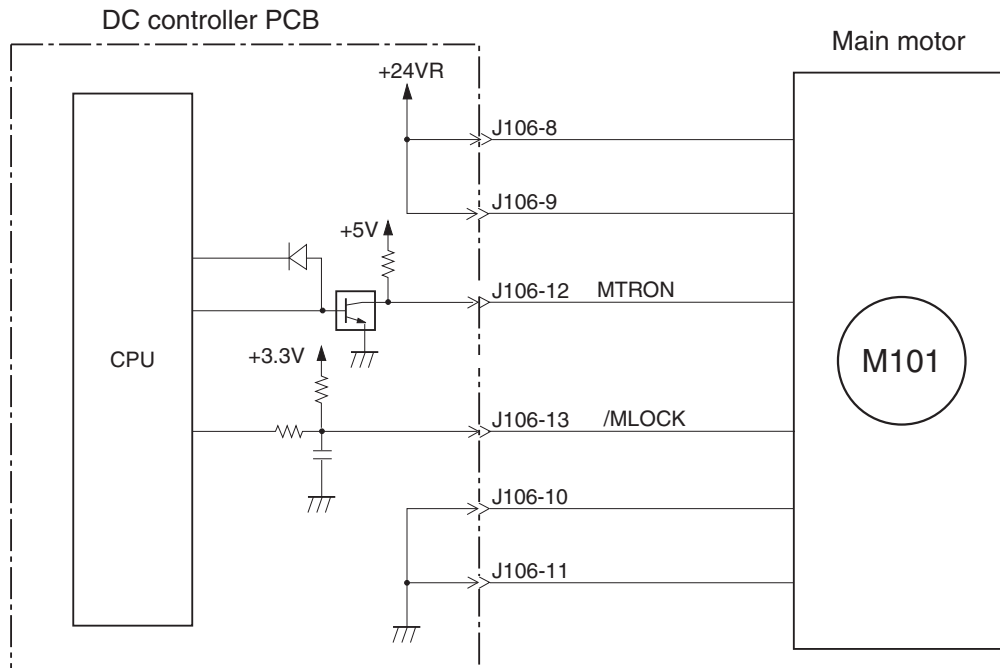 DC controller PCB
Main motor
+24VR
J106-8
J106-9
+5V
J106-12 MTRON
CPU
+3.3V
M101
J106-13 /MLOCK
J106-10
J106-11